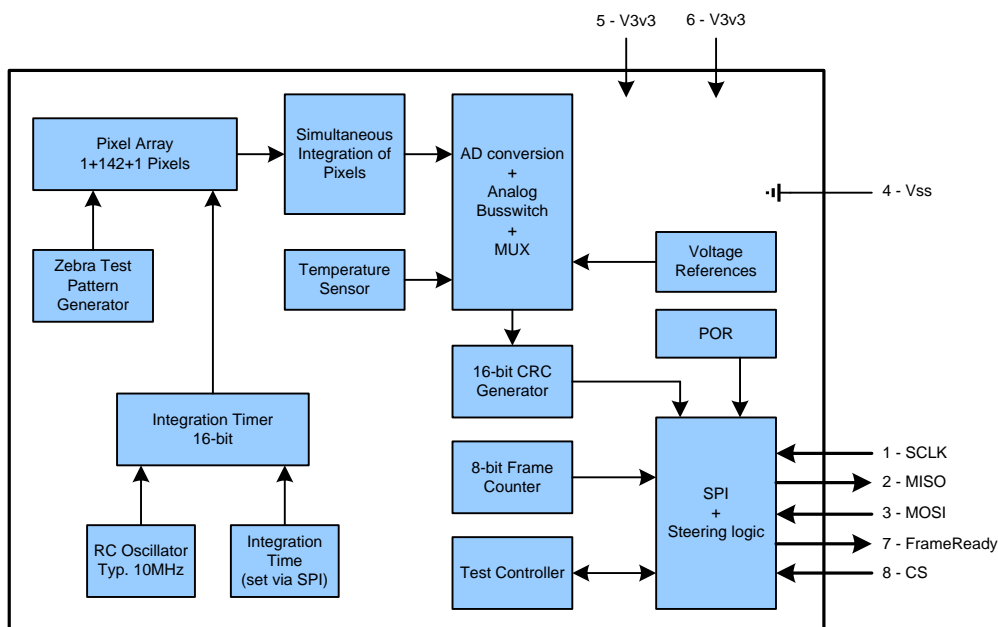 5 - V3v3
6 - V3v3
Pixel Array
1+142+1 Pixels
Simultaneous
Integration of
Pixels
AD conversion
+
Analog
Busswitch
+
MUX
4 - Vss
Zebra Test
Pattern
Generator
Temperature
Sensor
Voltage
References
POR
16-bit CRC
Generator
Integration Timer
16-bit
8-bit Frame
Counter
SPI
+
Steering logic
1 - SCLK
2 - MISO
3 - MOSI
7 - FrameReady
8 - CS
RC Oscillator
Typ. 10MHz
Integration
Time
(set via SPI)
Test Controller